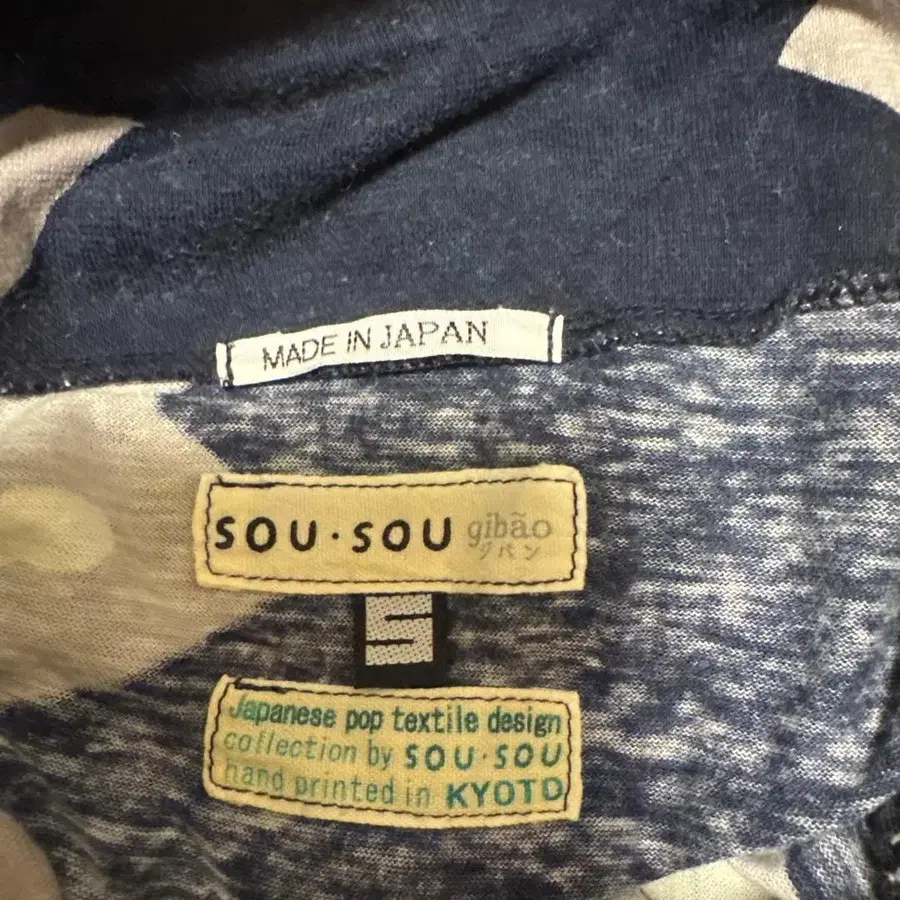 MADE IN JAPAN
SOU·SOU gibão
ジバン
S
Japanese pop textile design
collection by SOU·SOU
hand printed in KYOTO